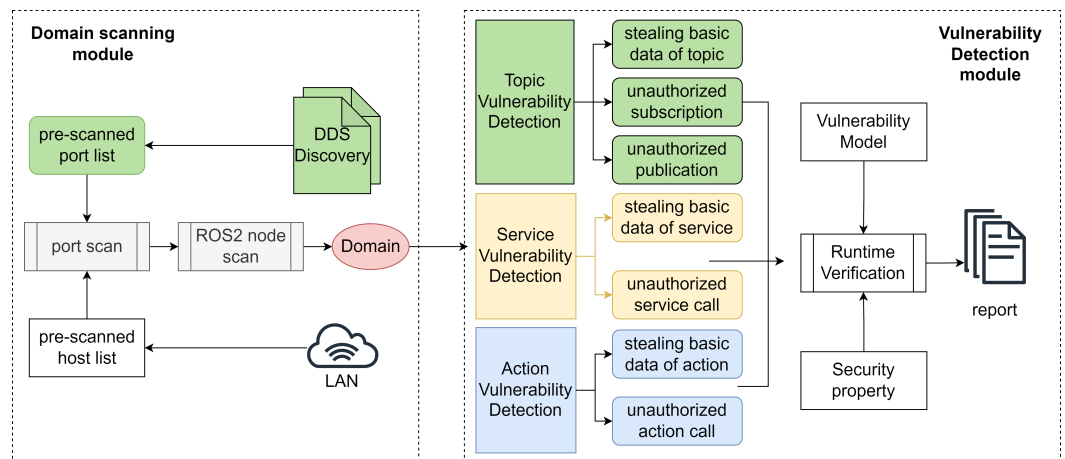 Domain scanning
module
DDS
Discovery
pre-scanned
port list
port scan
ROS2 node
scan
Domain
pre-scanned
host list
LAN
Vulnerability
Detection
module
Topic
Vulnerability
Detection
stealing basic
data of topic
unauthorized
subscription
unauthorized
publication
Service
Vulnerability
Detection
stealing basic
data of service
unauthorized
service call
Action
Vulnerability
Detection
stealing basic
data of action
unauthorized
action call
Vulnerability
Model
Runtime
Verification
Security
property
report